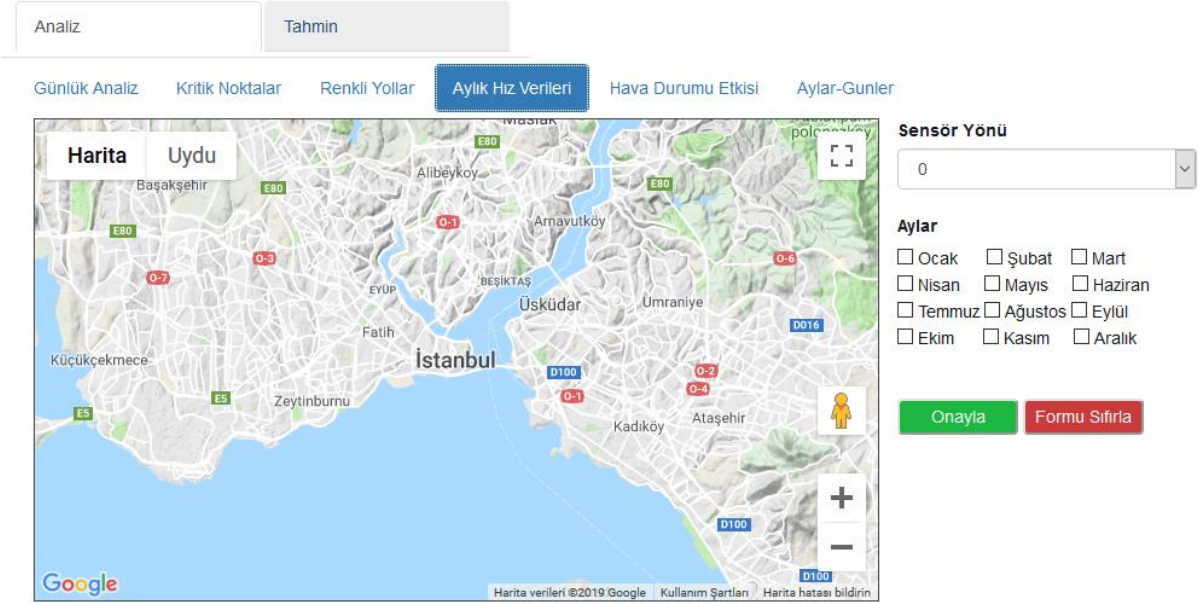 Analiz Tahmin
Günlük Analiz Kritik Noktalar Renkli Yollar Aylık Hız Verileri Hava Durumu Etkisi Aylar-Gunler
Maslak
Harita Uydu
E80
Alibeyköy
Başakşehir E80
E80
Arnavutköy
O-1
E80
O-3
O-6
O-7
EYÜP
BEŞİKTAŞ
Üsküdar
Ümraniye
Fatih
D016
Küçükçekmece
İstanbul
D100
O-2
O-4
O-1
E5
Zeytinburnu
E5
Kadıköy
Ataşehir
D100
D100
Google
Harita verileri ©2019 Google Kullanım Şartları Harita hatası bildirin
Sensör Yönü
0
Aylar
Ocak Şubat Mart
Nisan Mayıs Haziran
Temmuz Ağustos Eylül
Ekim Kasım Aralık
Onayla Formu Sıfırla